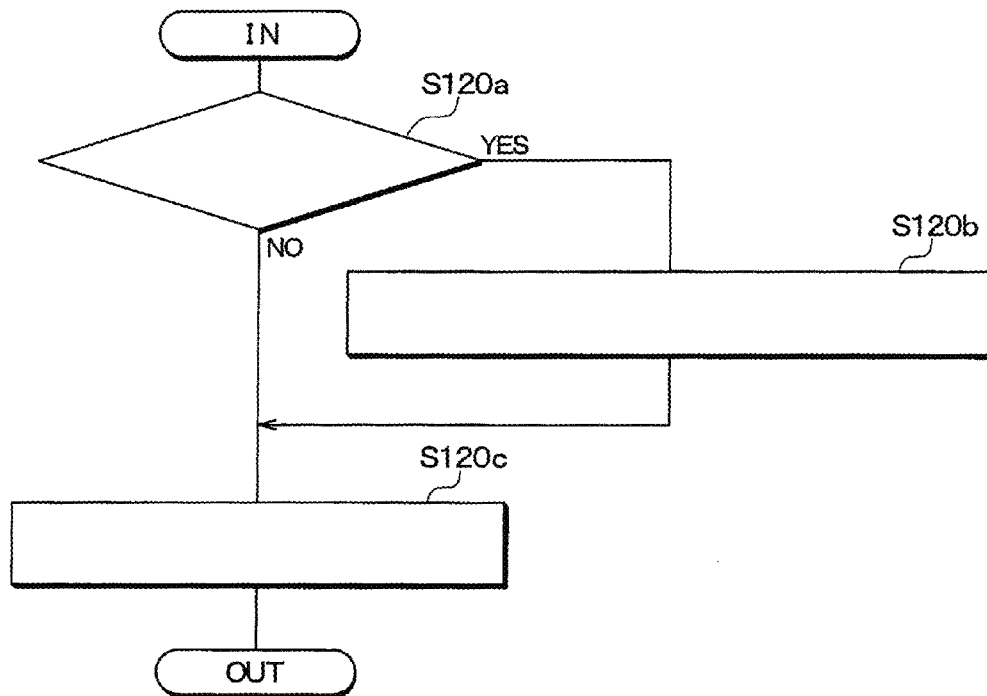 IN
S120a
YES
NO
S120b
S120c
OUT